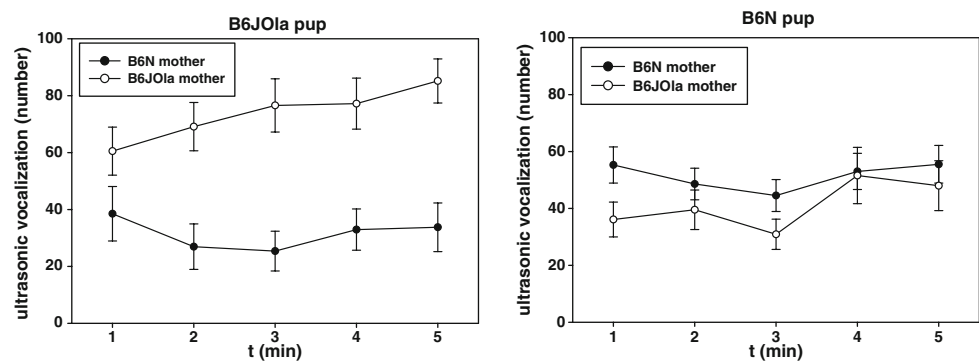 B6JOla pup
ultrasonic vocalization (number)
100
80
60
40
20
0
B6N mother
B6JOla mother
1 2 3 4 5
t (min)
B6N pup
ultrasonic vocalization (number)
100
80
60
40
20
0
B6N mother
B6JOla mother
1 2 3 4 5
t (min)